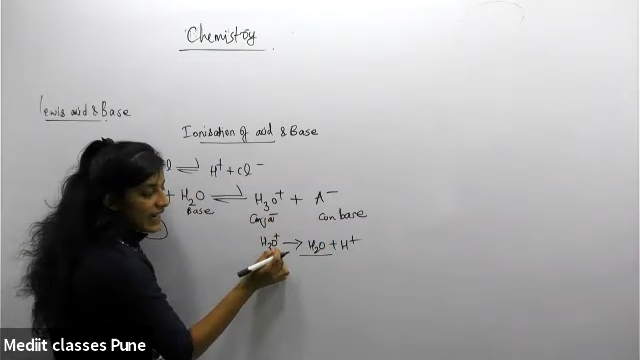 Chemistry
Lewis acid & Base
Ionisation of acid & Base
l ⇌ H⁺ + Cl⁻
+ H₂O ⇌ H₃O⁺ + A⁻
Base
Con base
H₃O⁺ → H₂O + H⁺
Mediit classes Pune